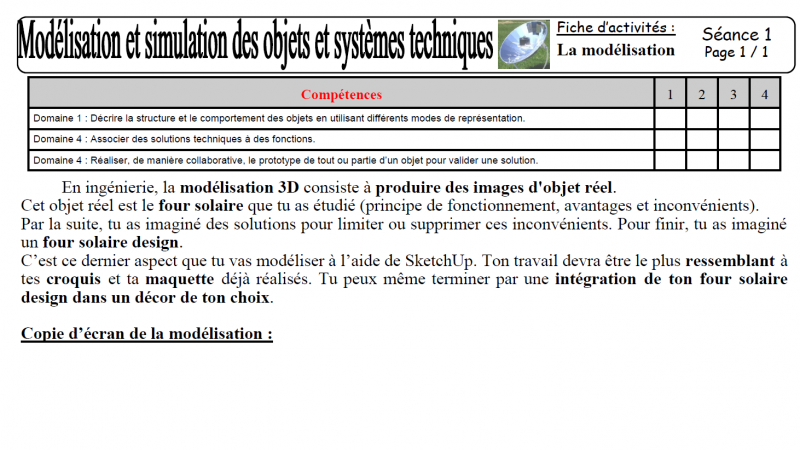 Modélisation et simulation des objets et systèmes techniques
Fiche d'activités :
La modélisation
Séance 1
Page 1 / 1
Compétences 1 2 3 4
Domaine 1 : Décrire la structure et le comportement des objets en utilisant différents modes de représentation.
Domaine 4 : Associer des solutions techniques à des fonctions.
Domaine 4 : Réaliser, de manière collaborative, le prototype de tout ou partie d'un objet pour valider une solution.
En ingénierie, la modélisation 3D consiste à produire des images d'objet réel.
Cet objet réel est le four solaire que tu as étudié (principe de fonctionnement, avantages et inconvénients).
Par la suite, tu as imaginé des solutions pour limiter ou supprimer ces inconvénients. Pour finir, tu as imaginé
un four solaire design.
C'est ce dernier aspect que tu vas modéliser à l'aide de SketchUp. Ton travail devra être le plus ressemblant à
tes croquis et ta maquette déjà réalisés. Tu peux même terminer par une intégration de ton four solaire
design dans un décor de ton choix.
Copie d'écran de la modélisation :